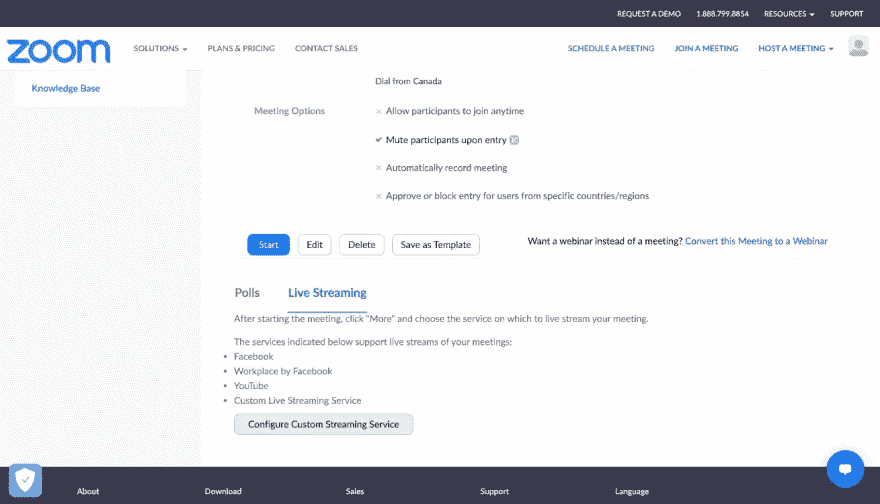 REQUEST A DEMO 1.888.799.8854 RESOURCES SUPPORT
zoom SOLUTIONS PLANS & PRICING CONTACT SALES SCHEDULE A MEETING JOIN A MEETING HOST A MEETING
Knowledge Base
Dial from Canada
Meeting Options
Allow participants to join anytime
Mute participants upon entry
Automatically record meeting
Approve or block entry for users from specific countries/regions
Start Edit Delete Save as Template Want a webinar instead of a meeting? Convert this Meeting to a Webinar
Polls Live Streaming
After starting the meeting, click "More" and choose the service on which to live stream your meeting.
The services indicated below support live streams of your meetings:
Facebook
Workplace by Facebook
YouTube
Custom Live Streaming Service
Configure Custom Streaming Service
About Download Sales Support Language